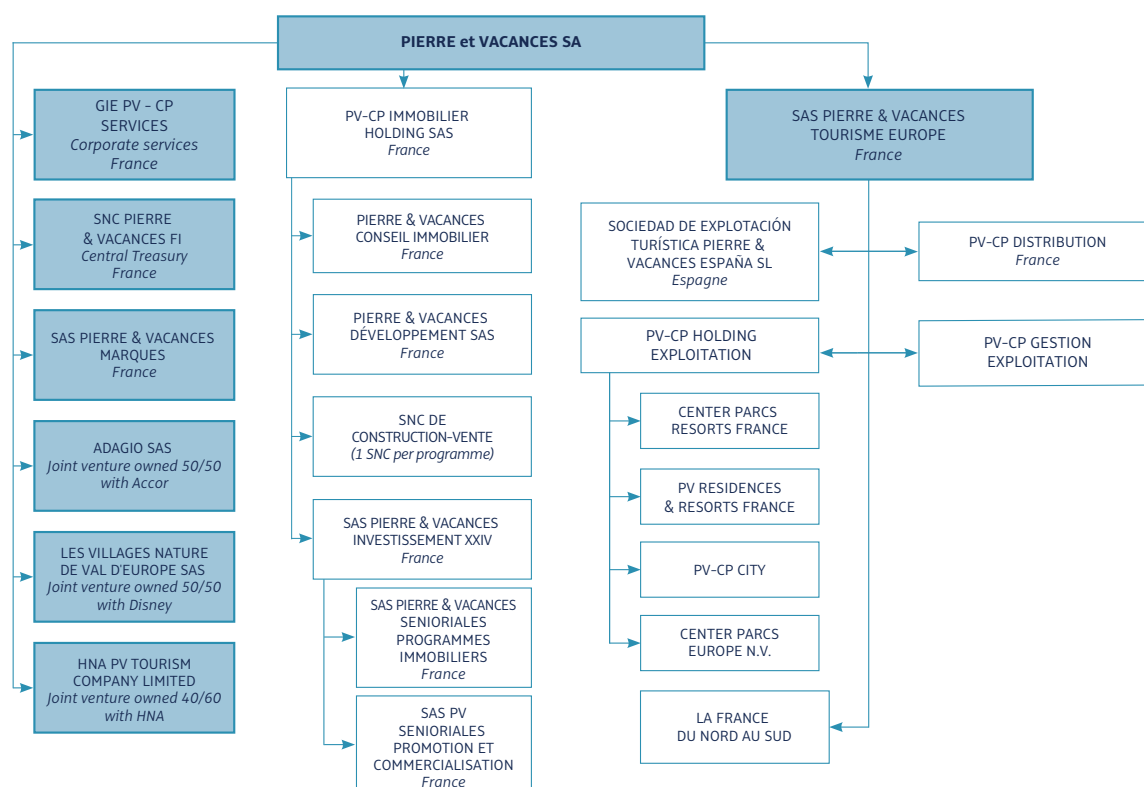 PIERRE et VACANCES SA
GIE PV - CP
SERVICES
Corporate services
France
SNC PIERRE
& VACANCES FI
Central Treasury
France
SAS PIERRE & VACANCES
MARQUES
France
ADAGIO SAS
Joint venture owned 50/50
with Accor
LES VILLAGES NATURE
DE VAL D'EUROPE SAS
Joint venture owned 50/50
with Disney
HNA PV TOURISM
COMPANY LIMITED
Joint venture owned 40/60
with HNA
PV-CP IMMOBILIER
HOLDING SAS
France
PIERRE & VACANCES
CONSEIL IMMOBILIER
France
PIERRE & VACANCES
DÉVELOPPEMENT SAS
France
SNC DE
CONSTRUCTION-VENTE
(1 SNC per programme)
SAS PIERRE & VACANCES
INVESTISSEMENT XXIV
France
SAS PIERRE & VACANCES
SENIORIALES
PROGRAMMES
IMMOBILIERS
France
SAS PV
SENIORIALES
PROMOTION ET
COMMERCIALISATION
France
SAS PIERRE & VACANCES
TOURISME EUROPE
France
SOCIEDAD DE EXPLOTACIÓN
TURÍSTICA PIERRE &
VACANCES ESPAÑA SL
Espagne
PV-CP DISTRIBUTION
France
PV-CP HOLDING
EXPLOITATION
PV-CP GESTION
EXPLOITATION
CENTER PARCS
RESORTS FRANCE
PV RESIDENCES
& RESORTS FRANCE
PV-CP CITY
CENTER PARCS
EUROPE N.V.
LA FRANCE
DU NORD AU SUD